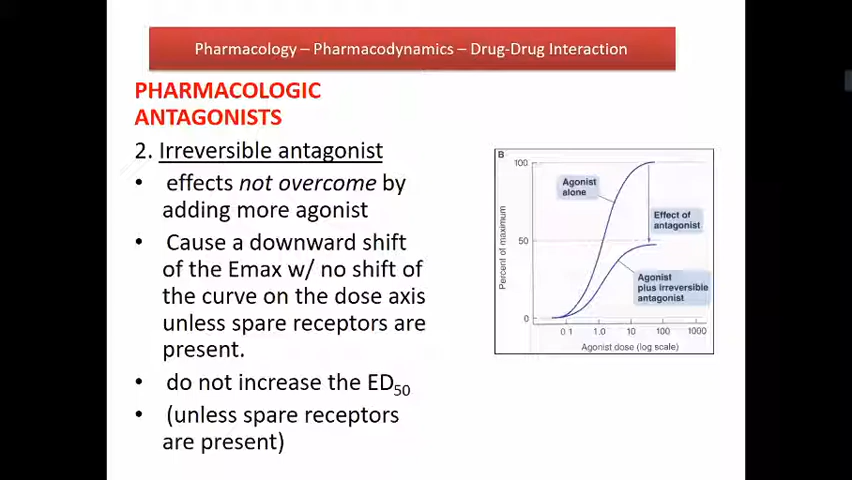 Pharmacology – Pharmacodynamics – Drug-Drug Interaction
PHARMACOLOGIC
ANTAGONISTS
2. Irreversible antagonist
• effects not overcome by
adding more agonist
• Cause a downward shift
of the Emax w/ no shift of
the curve on the dose axis
unless spare receptors are
present.
• do not increase the ED50
• (unless spare receptors
are present)
B
100
Agonist
alone
Effect of
antagonist
50
Percent of maximum
Agonist
plus irreversible
antagonist
0
0 1 1.0 10 100 1000
Agonist dose (log scale)